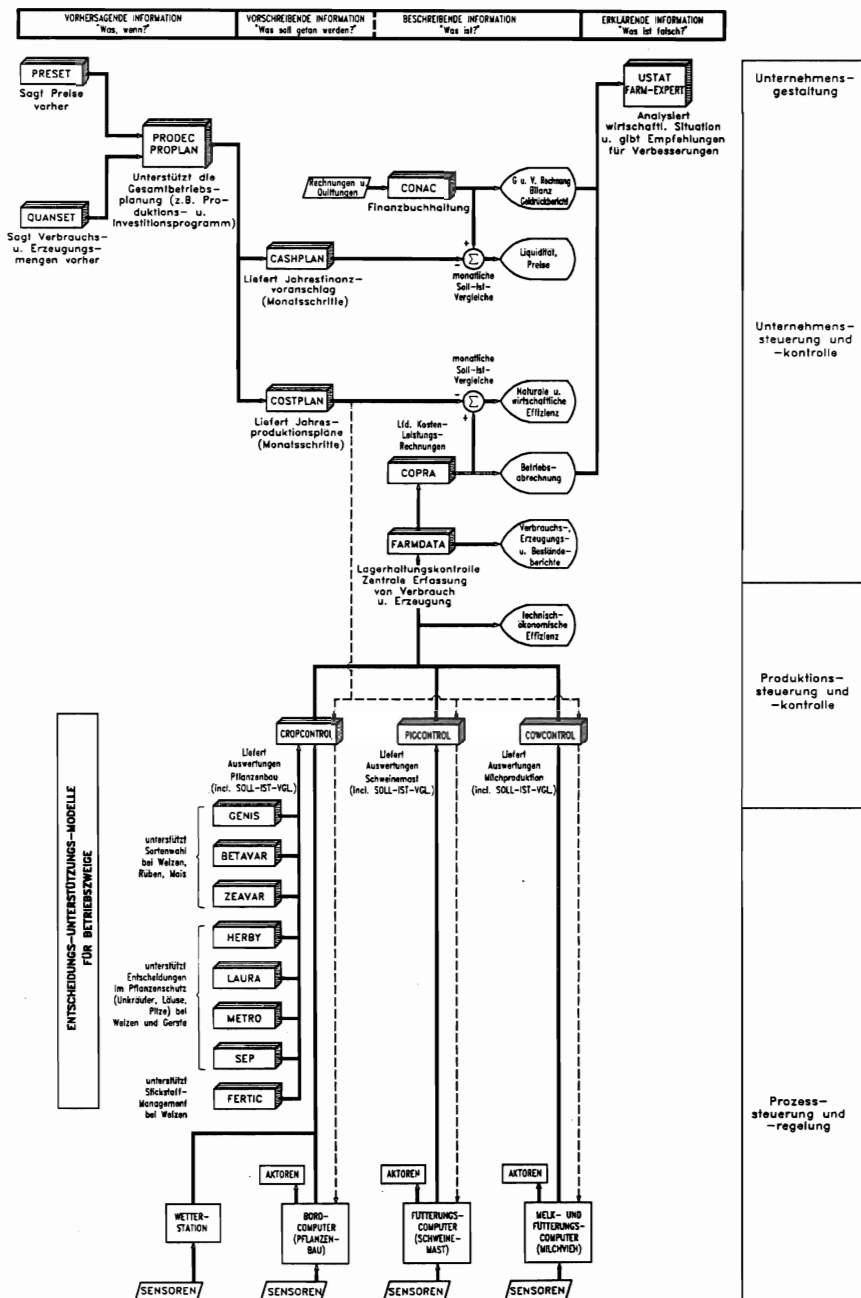 VORHERSAGENDE INFORMATION
"Was, wenn?"
VORSCHREIBENDE INFORMATION
"Was soll getan werden?"
BESCHREIBENDE INFORMATION
"Was ist?"
ERKLÄRENDE INFORMATION
"Was ist falsch?"
PRESET
Sagt Preise
vorher
PRODEC
PROPLAN
Unterstützt die
Gesamtbetriebs-
planung (z.B. Pro-
duktions- u.
Investitionsprogramm)
QUANSET
Sagt Verbrauchs-
u. Erzeugungs-
mengen vorher
USTAT
FARM-EXPERT
Analysiert
wirtschaftl. Situation
u. gibt Empfehlungen
für Verbesserungen
Unternehmens-
gestaltung
Rechnungen u.
Quittungen
CONAC
Finanzbuchhaltung
G u. V. Rechnung
Bilanz
Geldrückbericht
CASHPLAN
Liefert Jahresfinanz-
voranschlag
(Monatsschritte)
+
-
Σ
monatliche
Soll-Ist-
Vergleiche
Liquidität,
Preise
Unternehmens-
steuerung und
-kontrolle
monatliche
Soll-Ist-
Vergleiche
COSTPLAN
Liefert Jahres-
produktionspläne
(Monatsschritte)
-
Σ
+
Naturale u.
wirtschaftliche
Effizienz
Lfd. Kosten-
Leistungs-
Rechnungen
COPRA
Betriebs-
abrechnung
FARMDATA
Lagerhaltungskontrolle
Zentrale Erfassung
von Verbrauch
u. Erzeugung
Verbrauchs-,
Erzeugungs-
u. Bestände-
berichte
technisch-
ökonomische
Effizienz
Produktions-
steuerung und
-kontrolle
CROPCONTROL
Liefert
Auswertungen
Pflanzenbau
(incl. SOLL-IST-VGL.)
PIGCONTROL
Liefert
Auswertungen
Schweinemast
(incl. SOLL-IST-VGL.)
COWCONTROL
Liefert
Auswertungen
Milchproduktion
(incl. SOLL-IST-VGL.)
ENTSCHEIDUNGS-UNTERSTÜTZUNGS-MODELLE
FÜR BETRIEBSZWEIGE
unterstützt
Sortenwahl
bei Weizen,
Rüben, Mais
GENIS
BETAVAR
ZEAVAR
unterstützt
Entscheidungen
im Pflanzenschutz
(Unkräuter, Läuse,
Pilze) bei
Weizen und Gerste
HERBY
LAURA
METRO
SEP
unterstützt
Stickstoff-
Management
bei Weizen
FERTIC
Prozess-
steuerung und
-regelung
AKTOREN
AKTOREN
AKTOREN
WETTER-
STATION
BORD-
COMPUTER
(PFLANZEN-
BAU)
FÜTTERUNGS-
COMPUTER
(SCHWEINE-
MAST)
MELK- UND
FÜTTERUNGS-
COMPUTER
(MILCHVIEH)
SENSOREN
SENSOREN
SENSOREN
SENSOREN